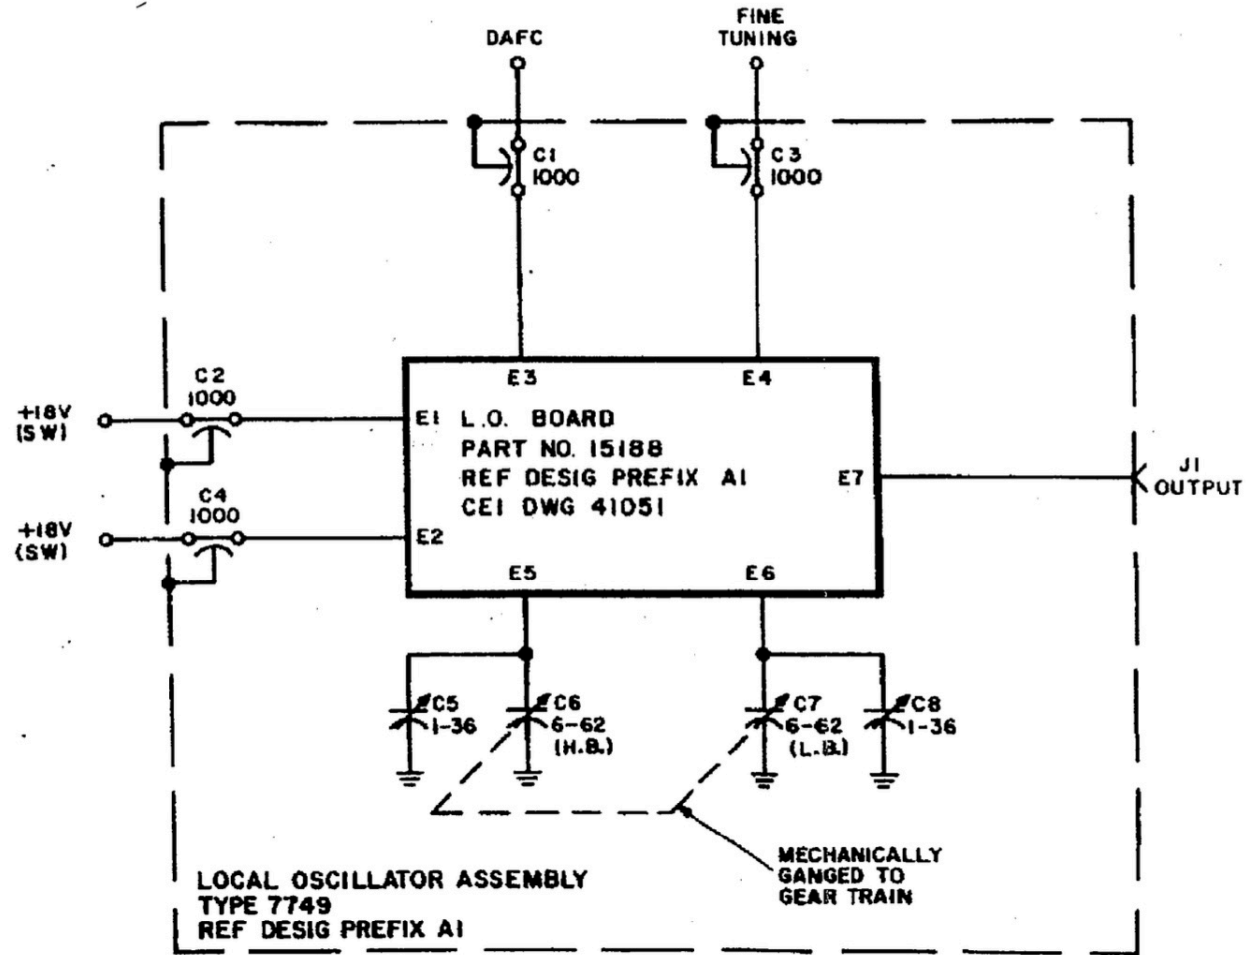 DAFC
FINE
TUNING
C1
1000
C3
1000
C2
1000
+18V
(SW)
C4
1000
+18V
(SW)
E3
E4
E1
L.O. BOARD
PART NO. 15188
REF DESIG PREFIX A1
CEI DWG 41051
E2
E7
J1
OUTPUT
E5
E6
C5
1-36
C6
6-62
(H.B.)
C7
6-62
(L.B.)
C8
1-36
MECHANICALLY
GANGED TO
GEAR TRAIN
LOCAL OSCILLATOR ASSEMBLY
TYPE 7749
REF DESIG PREFIX A1